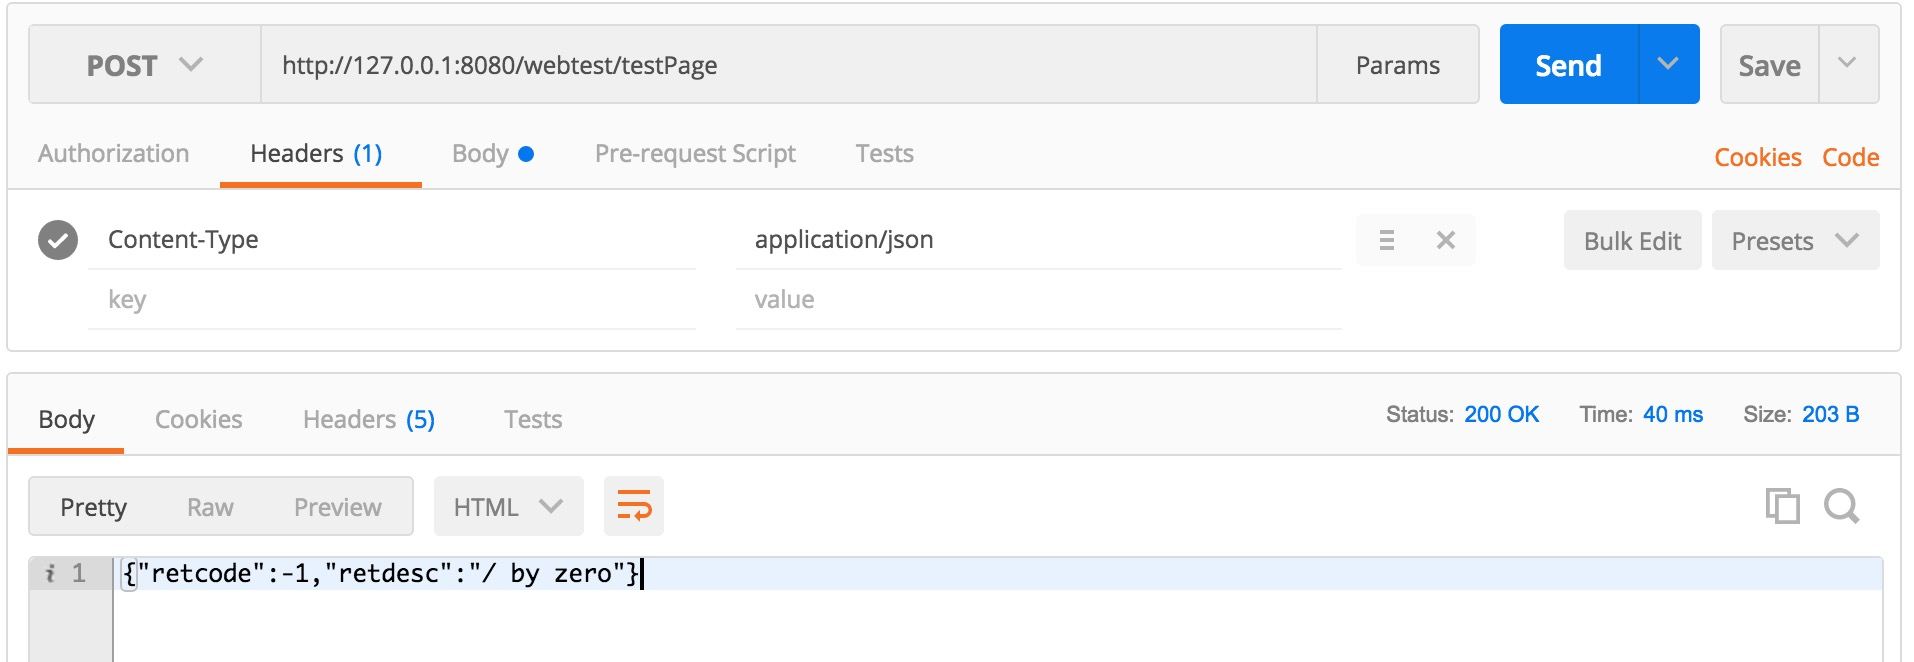 POST http://127.0.0.1:8080/webtest/testPage Params Send Save
Authorization Headers (1) Body Pre-request Script Tests Cookies Code
Content-Type application/json Bulk Edit Presets
key value
Body Cookies Headers (5) Tests Status: 200 OK Time: 40 ms Size: 203 B
Pretty Raw Preview HTML
i 1 {"retcode":-1,"retdesc":"/ by zero"}